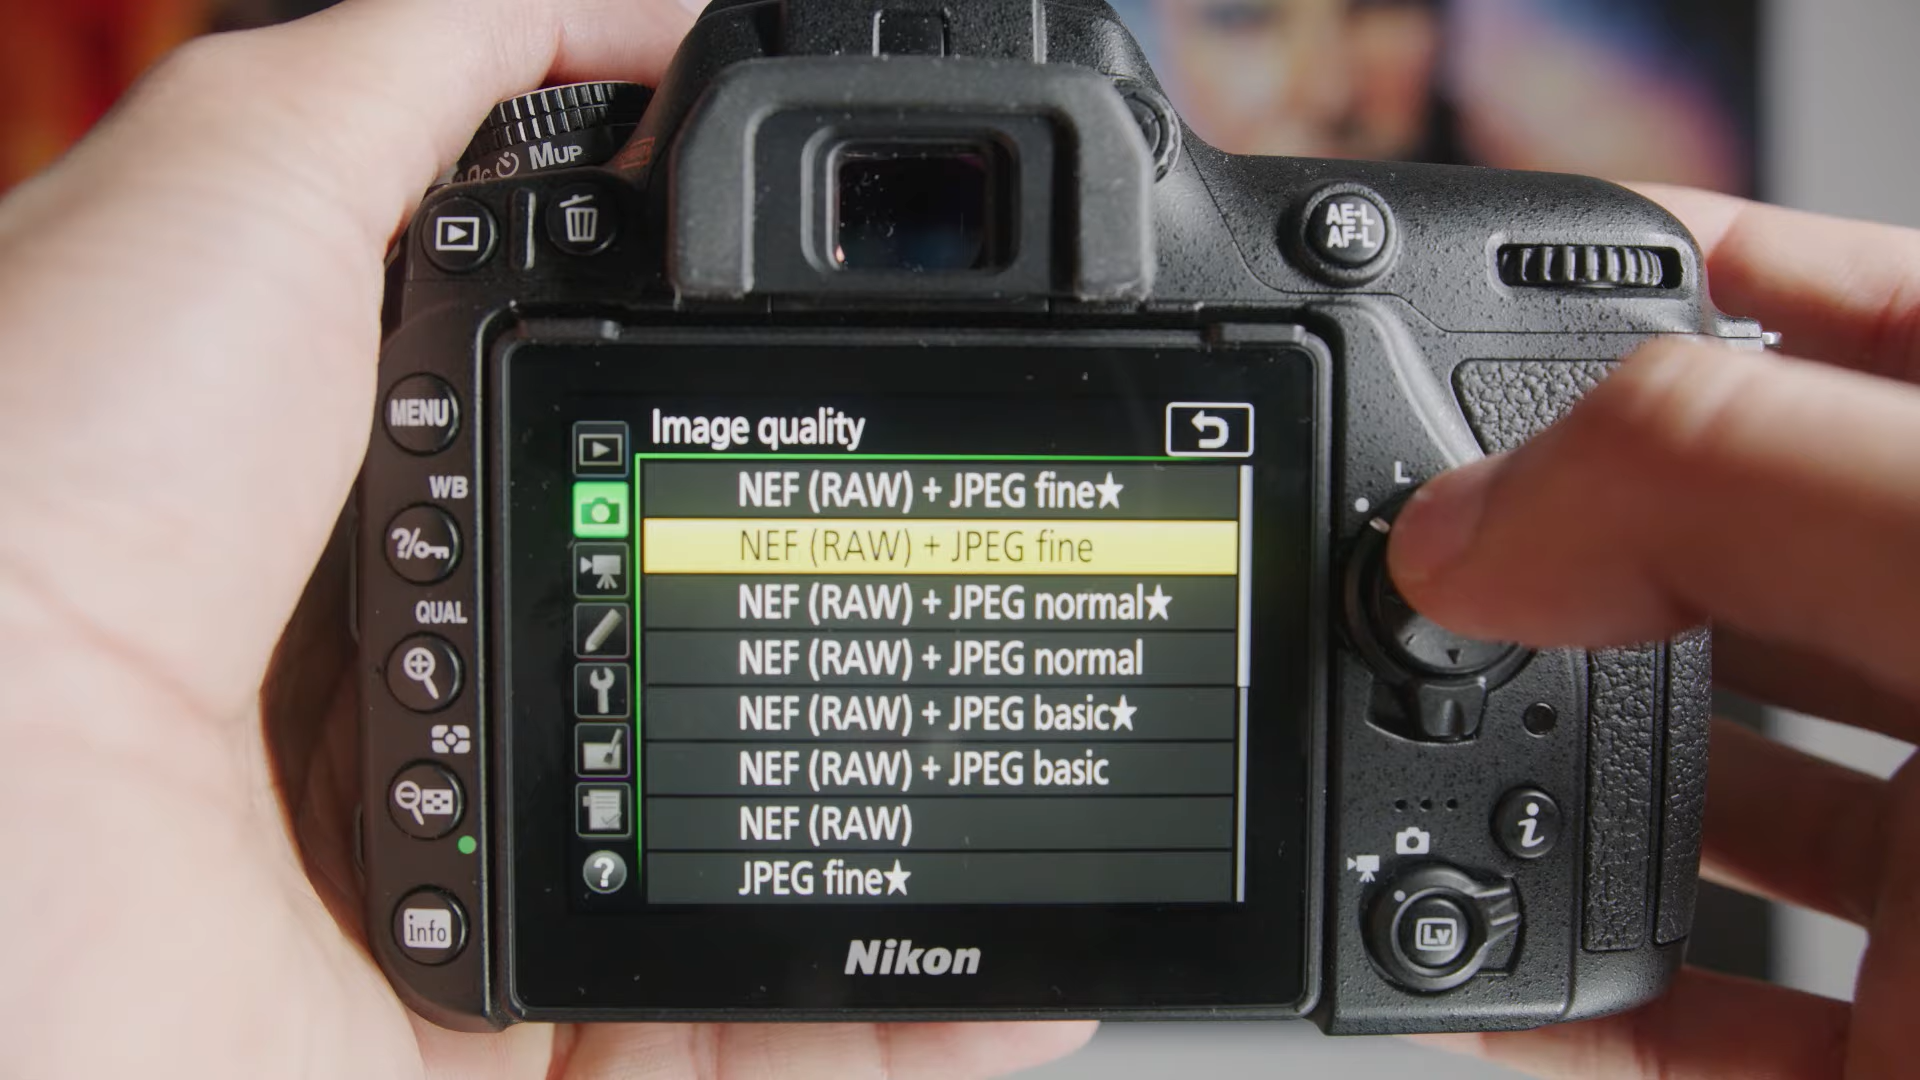 MUP
AE-L
AF-L
MENU
WB
?/
QUAL
info
L
i
Lv
Image quality
NEF (RAW) + JPEG fine★
NEF (RAW) + JPEG fine
NEF (RAW) + JPEG normal★
NEF (RAW) + JPEG normal
NEF (RAW) + JPEG basic★
NEF (RAW) + JPEG basic
NEF (RAW)
JPEG fine★
?
Nikon